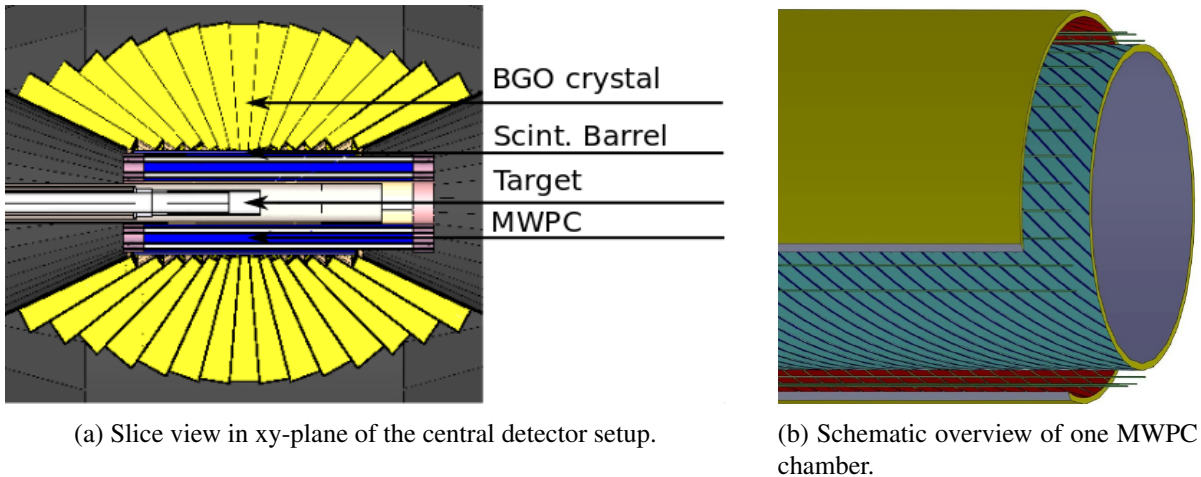 BGO crystal
Scint. Barrel
Target
MWPC
(a) Slice view in xy-plane of the central detector setup.
(b) Schematic overview of one MWPC
chamber.